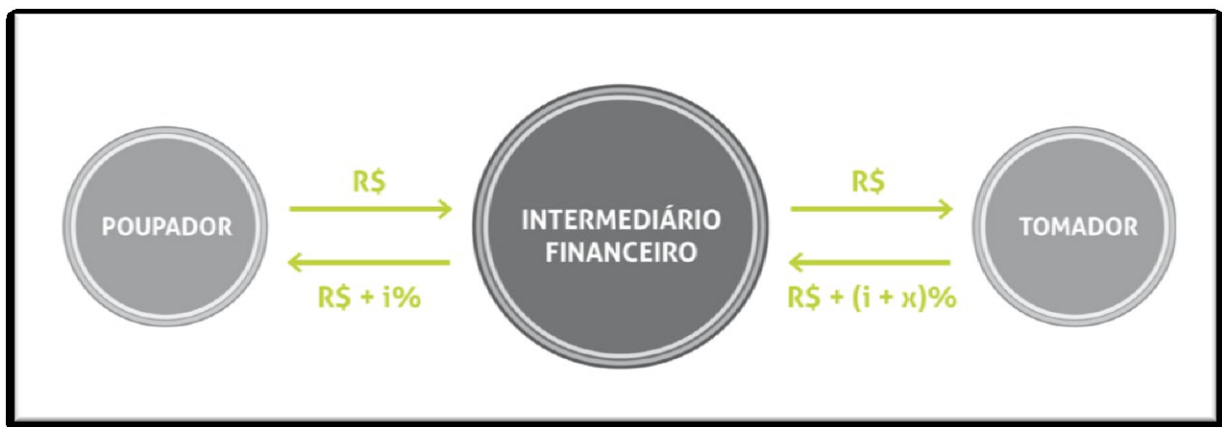 POUPADOR
R$
R$ + i%
INTERMEDIÁRIO
FINANCEIRO
R$
R$ + (i + x)%
TOMADOR